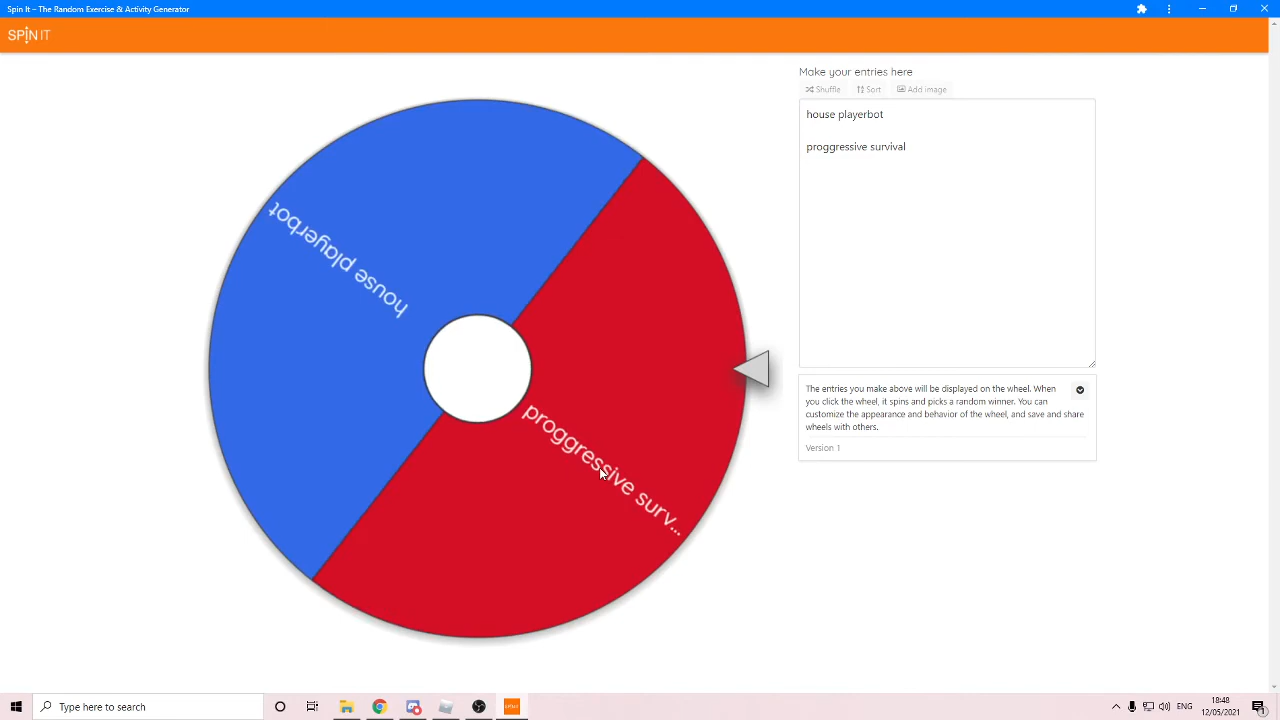 Spin It – The Random Exercise & Activity Generator
SPIN IT
Make your entries here
Shuffle Sort Add image
house playerbot
proggressive survival
house playerbot
proggressive surv...
The entries you make above will be displayed on the wheel. When
you click the wheel, it spins and picks a random winner. You can
customize the appearance and behavior of the wheel, and save and share
wheels with others.
Version 1
Type here to search
SPIN IT
ENG
18:48
12/05/2021
1